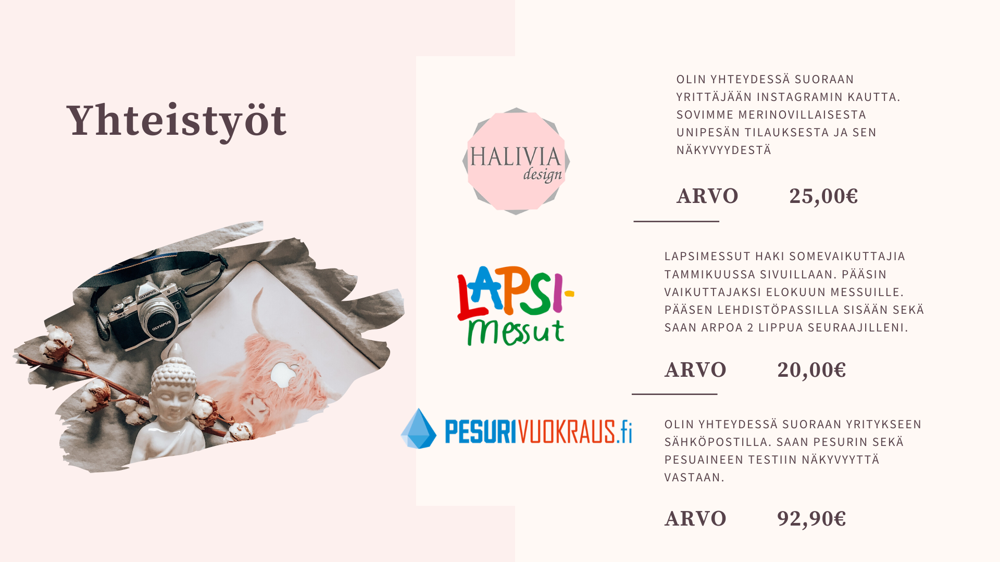 Yhteistyöt
OLYMPUS
OM-D
OLYMPUS
HALIVIA
design
OLIN YHTEYDESSÄ SUORAAN
YRITTÄJÄÄN INSTAGRAMIN KAUTTA.
SOVIMME MERINOVILLAISESTA
UNIPESÄN TILAUKSESTA JA SEN
NÄKYVYYDESTÄ
ARVO 25,00€
LAPSI-
messut
LAPSIMESSUT HAKI SOMEVAIKUTTAJIA
TAMMIKUUSSA SIVUILLAAN. PÄÄSIN
VAIKUTTAJAKSI ELOKUUN MESSUILLE.
PÄÄSEN LEHDISTÖPASSILLA SISÄÄN SEKÄ
SAAN ARPOA 2 LIPPUA SEURAAJILLENI.
ARVO 20,00€
PESURIVUOKRAUS.fi
OLIN YHTEYDESSÄ SUORAAN YRITYKSEEN
SÄHKÖPOSTILLA. SAAN PESURIN SEKÄ
PESUAINEEN TESTIIN NÄKYVYYTTÄ
VASTAAN.
ARVO 92,90€